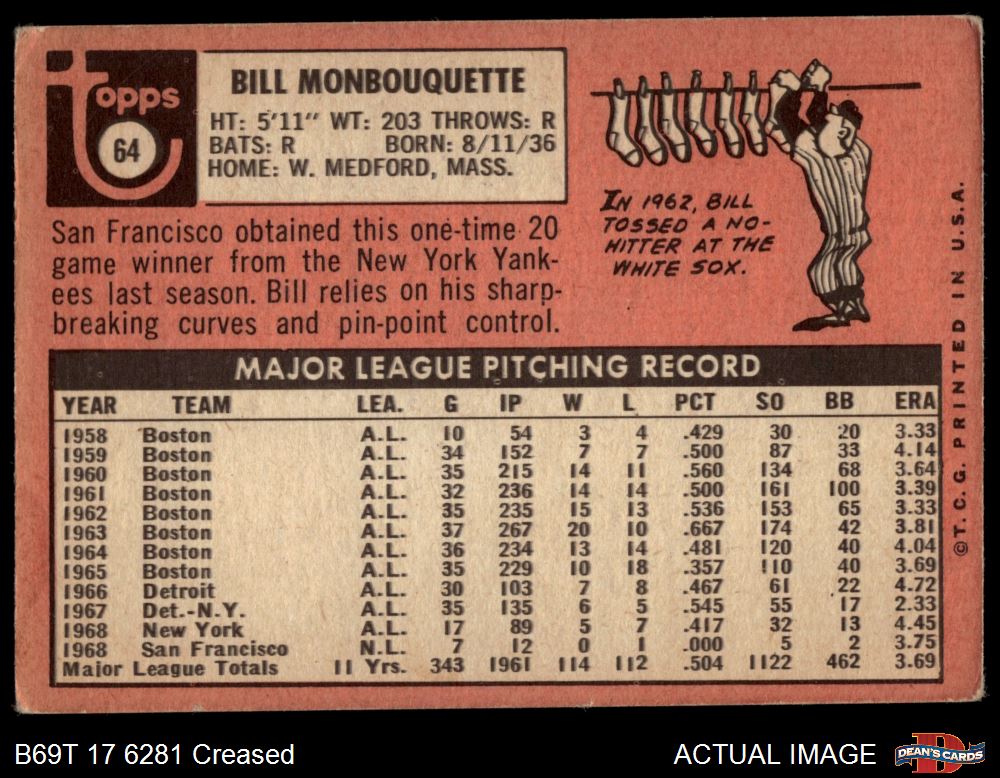 topps
64
BILL MONBOUQUETTE
HT: 5'11" WT: 203 THROWS: R
BATS: R BORN: 8/11/36
HOME: W. MEDFORD, MASS.
San Francisco obtained this one-time 20
game winner from the New York Yank-
ees last season. Bill relies on his sharp-
breaking curves and pin-point control.
IN 1962, BILL
TOSSED A NO-
HITTER AT THE
WHITE SOX.
MAJOR LEAGUE PITCHING RECORD
YEAR TEAM LEA. G IP W L PCT SO BB ERA
1958 Boston A.L. 10 54 3 4 .429 30 20 3.33
1959 Boston A.L. 34 152 7 7 .500 87 33 4.14
1960 Boston A.L. 35 215 14 11 .560 134 68 3.64
1961 Boston A.L. 32 236 14 14 .500 161 100 3.39
1962 Boston A.L. 35 235 15 13 .536 153 65 3.33
1963 Boston A.L. 37 267 20 10 .667 174 42 3.81
1964 Boston A.L. 36 234 13 14 .481 120 40 4.04
1965 Boston A.L. 35 229 10 18 .357 110 40 3.69
1966 Detroit A.L. 30 103 7 8 .467 61 22 4.72
1967 Det.-N.Y. A.L. 35 135 6 5 .545 55 17 2.33
1968 New York A.L. 17 89 5 7 .417 32 13 4.45
1968 San Francisco N.L. 7 12 0 1 .000 5 2 3.75
Major League Totals 11 Yrs. 343 1961 114 112 .504 1122 462 3.69
© T. C. G. PRINTED IN U.S.A.
B69T 17 6281 Creased
ACTUAL IMAGE
D
DEAN'S CARDS